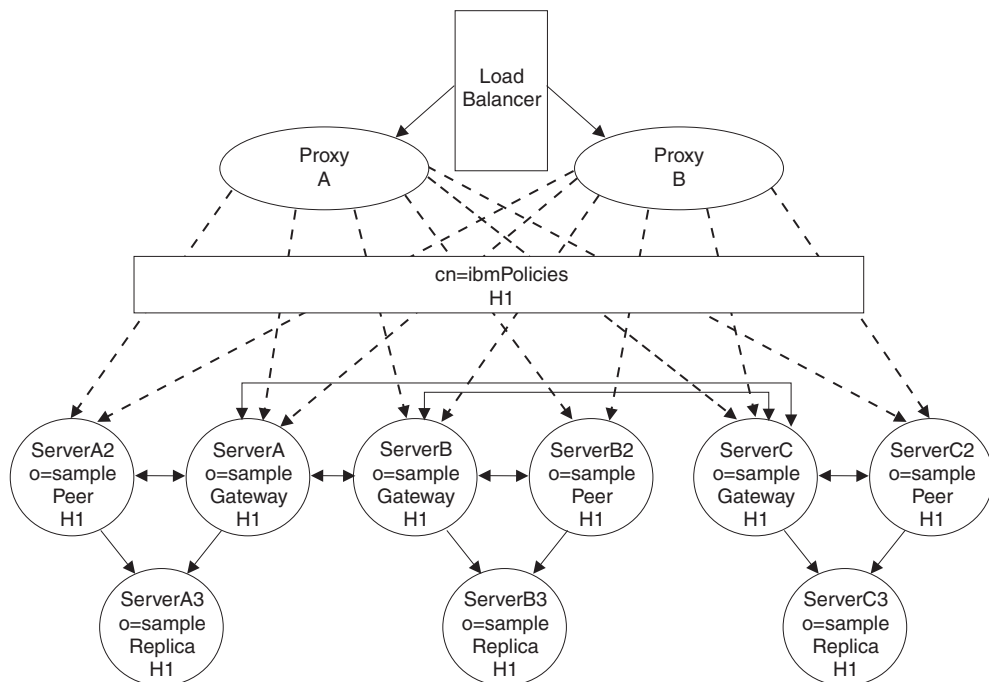 Load
Balancer
Proxy
A
Proxy
B
cn=ibmPolicies
H1
ServerA2
o=sample
Peer
H1
ServerA
o=sample
Gateway
H1
ServerB
o=sample
Gateway
H1
ServerB2
o=sample
Peer
H1
ServerC
o=sample
Gateway
H1
ServerC2
o=sample
Peer
H1
ServerA3
o=sample
Replica
H1
ServerB3
o=sample
Replica
H1
ServerC3
o=sample
Replica
H1